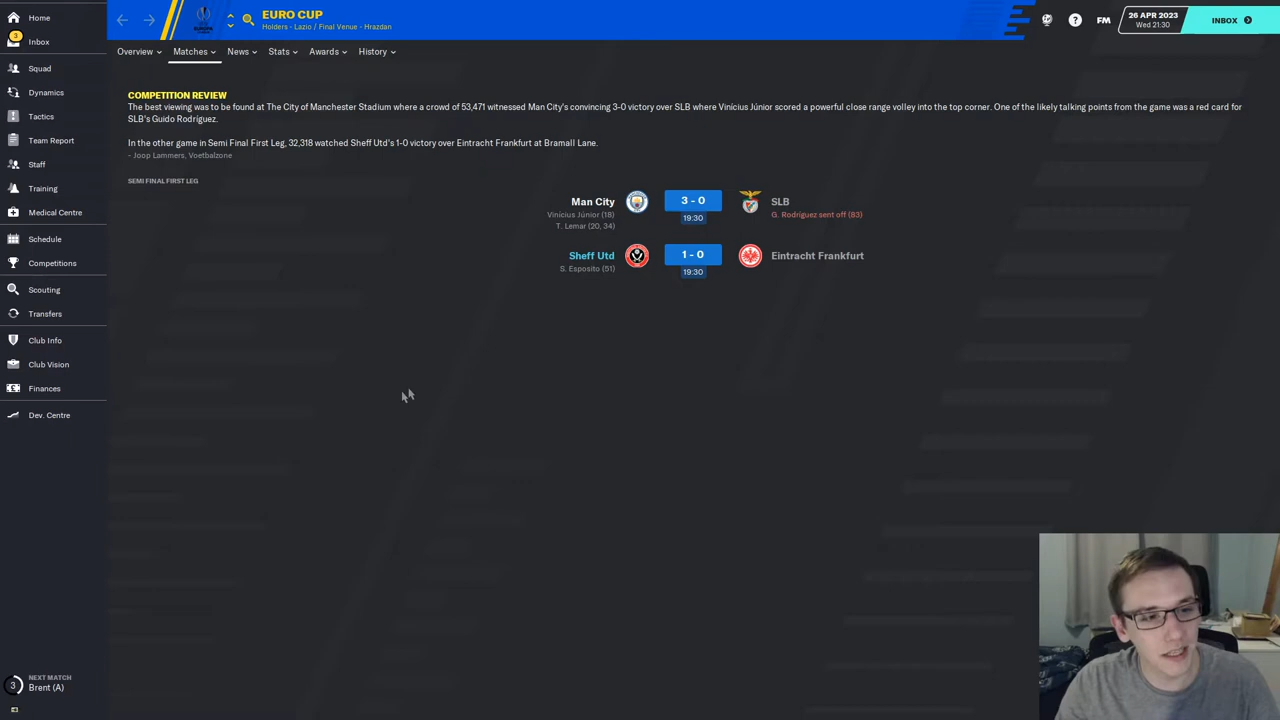 Home
3
Inbox
Squad
Dynamics
Tactics
Team Report
Staff
Training
Medical Centre
Schedule
Competitions
Scouting
Transfers
Club Info
Club Vision
Finances
Dev. Centre
3
NEXT MATCH
Brent (A)
EURO CUP
Holders - Lazio / Final Venue - Hrazdan
?
FM
26 APR 2023
Wed 21:30
INBOX
Overview
Matches
News
Stats
Awards
History
COMPETITION REVIEW
The best viewing was to be found at The City of Manchester Stadium where a crowd of 53,471 witnessed Man City's convincing 3-0 victory over SLB where Vinícius Júnior scored a powerful close range volley into the top corner. One of the likely talking points from the game was a red card for
SLB's Guido Rodríguez.
In the other game in Semi Final First Leg, 32,318 watched Sheff Utd's 1-0 victory over Eintracht Frankfurt at Bramall Lane.
- Joop Lammers, Voetbalzone
SEMI FINAL FIRST LEG
Man City 3 - 0 SLB
Vinícius Júnior (18) 19:30 G. Rodríguez sent off (83)
T. Lemar (20, 34)
Sheff Utd 1 - 0 Eintracht Frankfurt
S. Esposito (51) 19:30